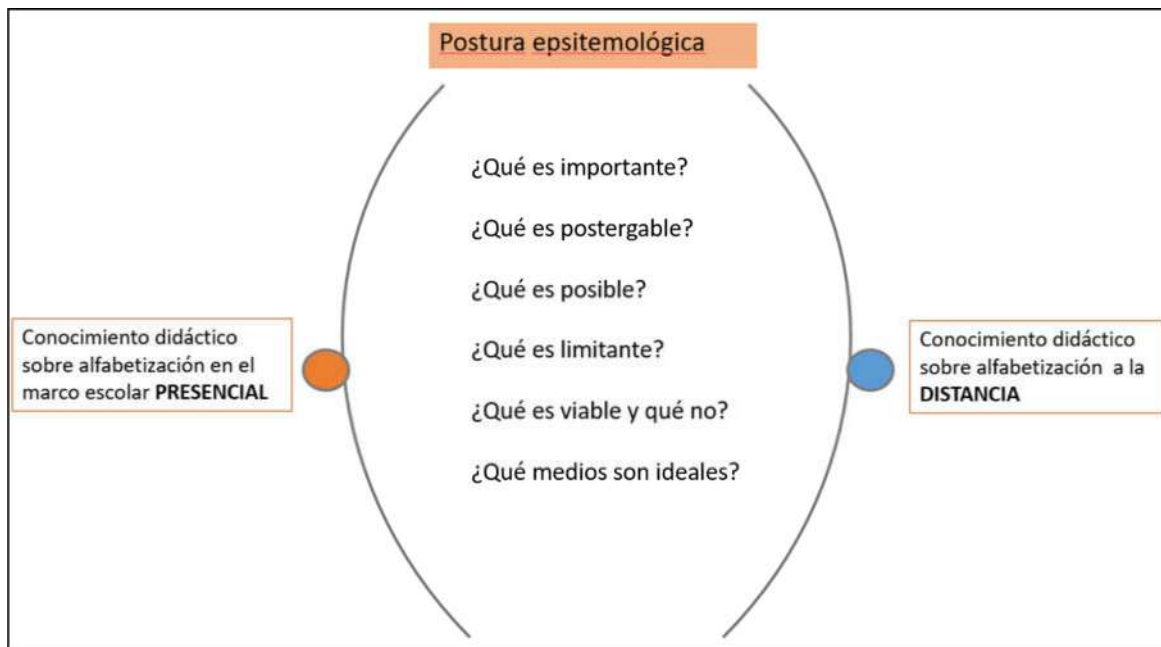 Postura epsitemológica
¿Qué es importante?
¿Qué es postergable?
¿Qué es posible?
¿Qué es limitante?
¿Qué es viable y qué no?
¿Qué medios son ideales?
Conocimiento didáctico
sobre alfabetización en el
marco escolar PRESENCIAL
Conocimiento didáctico
sobre alfabetización a la
DISTANCIA